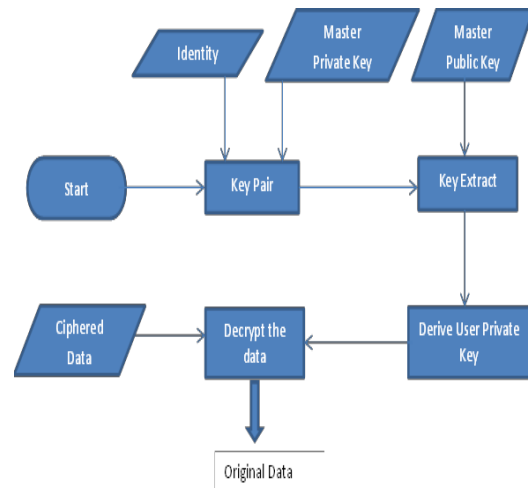 Identity
Master
Private Key
Master
Public Key
Start
Key Pair
Key Extract
Ciphered
Data
Decrypt the
data
Derive User Private
Key
Original Data